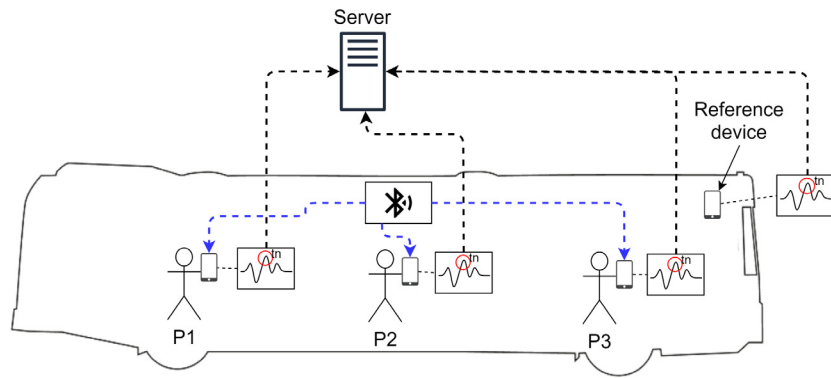 Server
Reference
device
tn
tn
tn
tn
P1
P2
P3